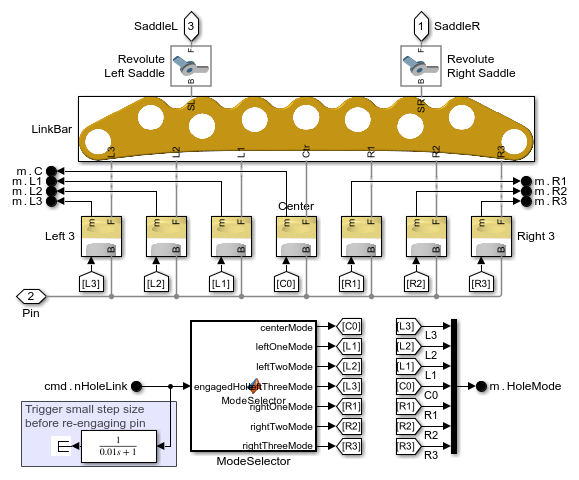 SaddleL
3
1
SaddleR
F
F
Revolute
Left Saddle
Revolute
Right Saddle
B
B
SL
SR
LinkBar
L3
L2
L1
Ctr
R1
R2
R3
m . C
m . L1
m . L2
m . L3
m . R1
m . R2
m . R3
Center
m F
m F
m F
m F
m F
m F
m F
Left 3
Right 3
B
B
B
B
B
B
B
[L3]
[L2]
[L1]
[C0]
[R1]
[R2]
[R3]
2
Pin
centerMode
[C0]
leftOneMode
[L1]
leftTwoMode
[L2]
leftThreeMode
[L3]
rightOneMode
[R1]
rightTwoMode
[R2]
rightThreeMode
[R3]
ModeSelector
ModeSelector
[L3]
L3
[L2]
L2
[L1]
L1
[C0]
C0
[R1]
R1
[R2]
R2
[R3]
R3
m . HoleMode
cmd . nHoleLink
Trigger small step size
before re-engaging pin
1
0.01s + 1